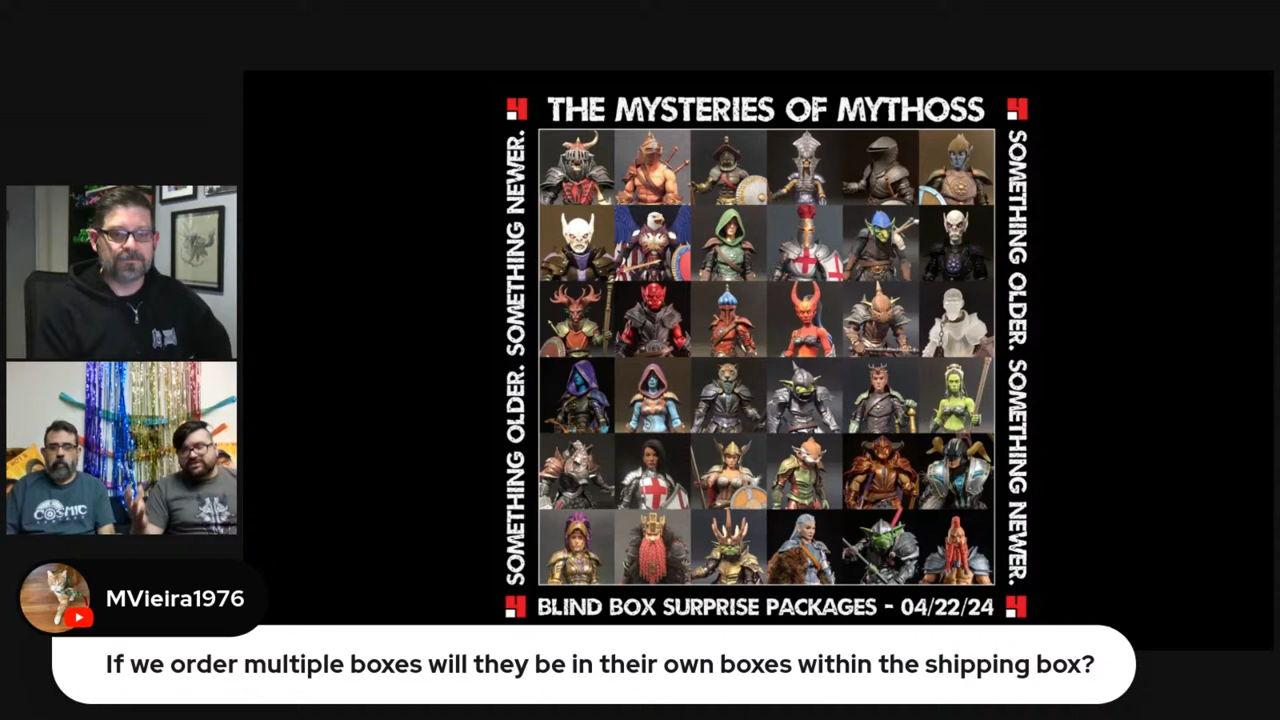 THE MYSTERIES OF MYTHOSS
SOMETHING OLDER. SOMETHING NEWER.
SOMETHING OLDER. SOMETHING NEWER.
BLIND BOX SURPRISE PACKAGES - 04/22/24
COSMIC
MVieira1976
If we order multiple boxes will they be in their own boxes within the shipping box?